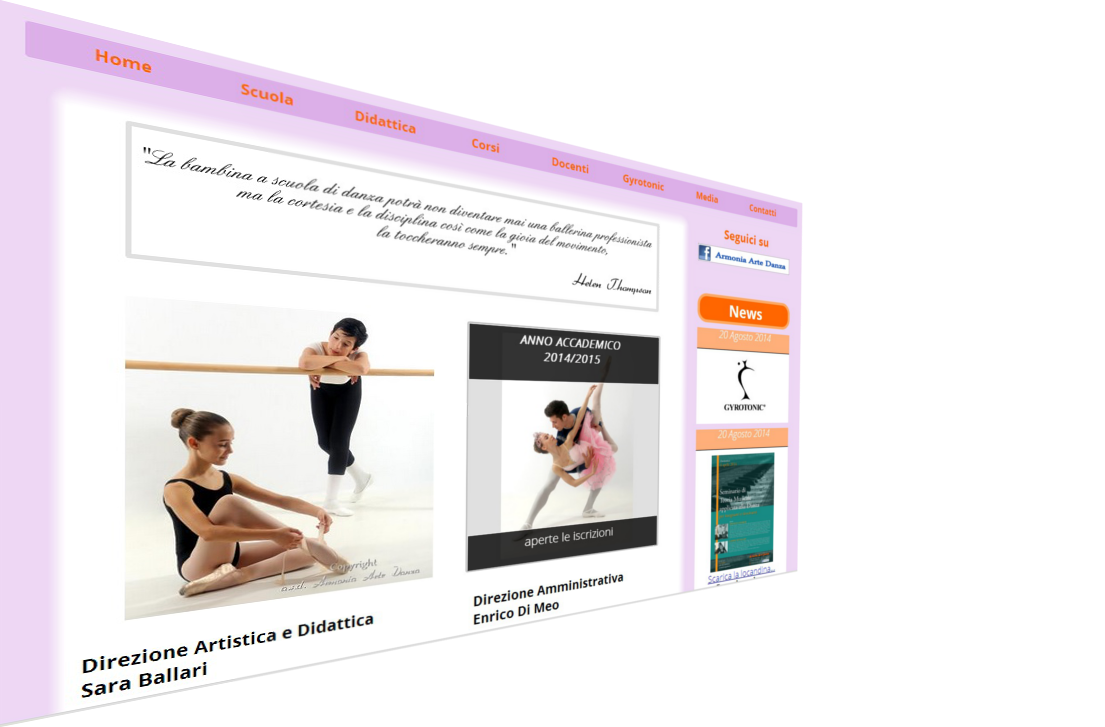 Home
Scuola
Didattica
Corsi
Docenti
Gyrotonic
Media
Contatti
"La bambina a scuola di danza potrà non diventare mai una ballerina professionista
ma la cortesia e la disciplina così come la gioia del movimento,
la toccheranno sempre."
Helen Thompson
Seguici su
Armonia Arte Danza
News
20 Agosto 2014
GYROTONIC®
20 Agosto 2014
Seminario di
Scarica la locandina...
ANNO ACCADEMICO
2014/2015
aperte le iscrizioni
Copyright
a.s.d. Armonia Arte Danza
Direzione Artistica e Didattica
Sara Ballari
Direzione Amministrativa
Enrico Di Meo